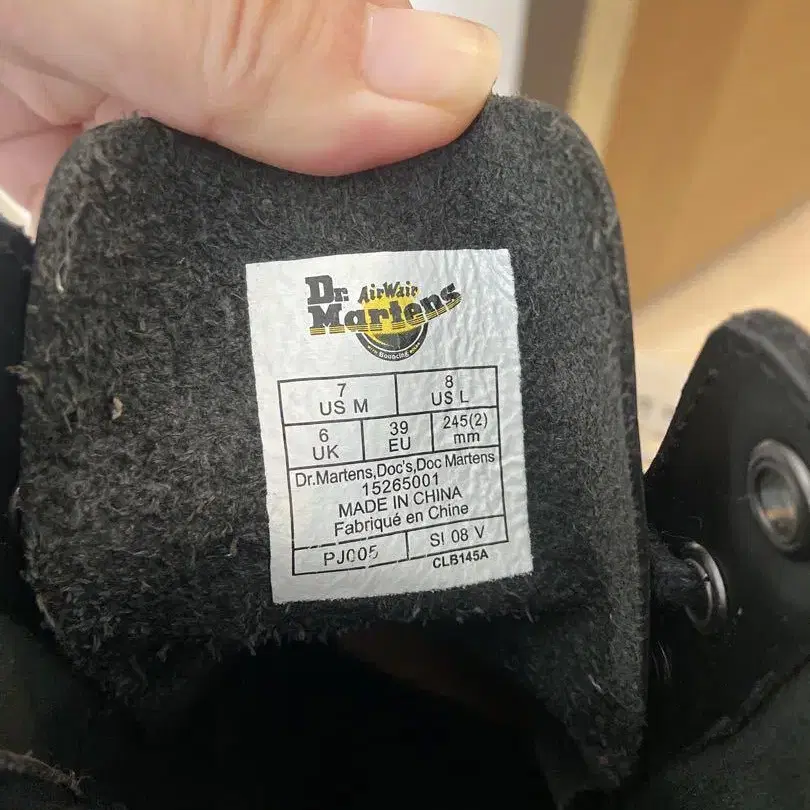 Dr. AirWair
Martens
With Bouncing Soles
7 8
US M US L
6 39 245(2)
UK EU mm
Dr.Martens,Doc's,Doc Martens
15265001
MADE IN CHINA
Fabriqué en Chine
PJ005 SI 08 V
CLB145A